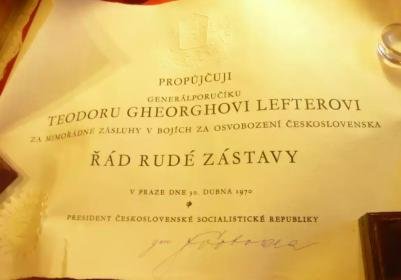 PROPŮJČUJI
GENERÁLPORUČÍKU
TEODORU GHEORGHOVI LEFTEROVI
ZA MIMOŘÁDNÉ ZÁSLUHY V BOJÍCH ZA OSVOBOZENÍ ČESKOSLOVENSKA
ŘÁD RUDÉ ZÁSTAVY
V PRAZE DNE 30. DUBNA 1970
PRESIDENT ČESKOSLOVENSKÉ SOCIALISTICKÉ REPUBLIKY